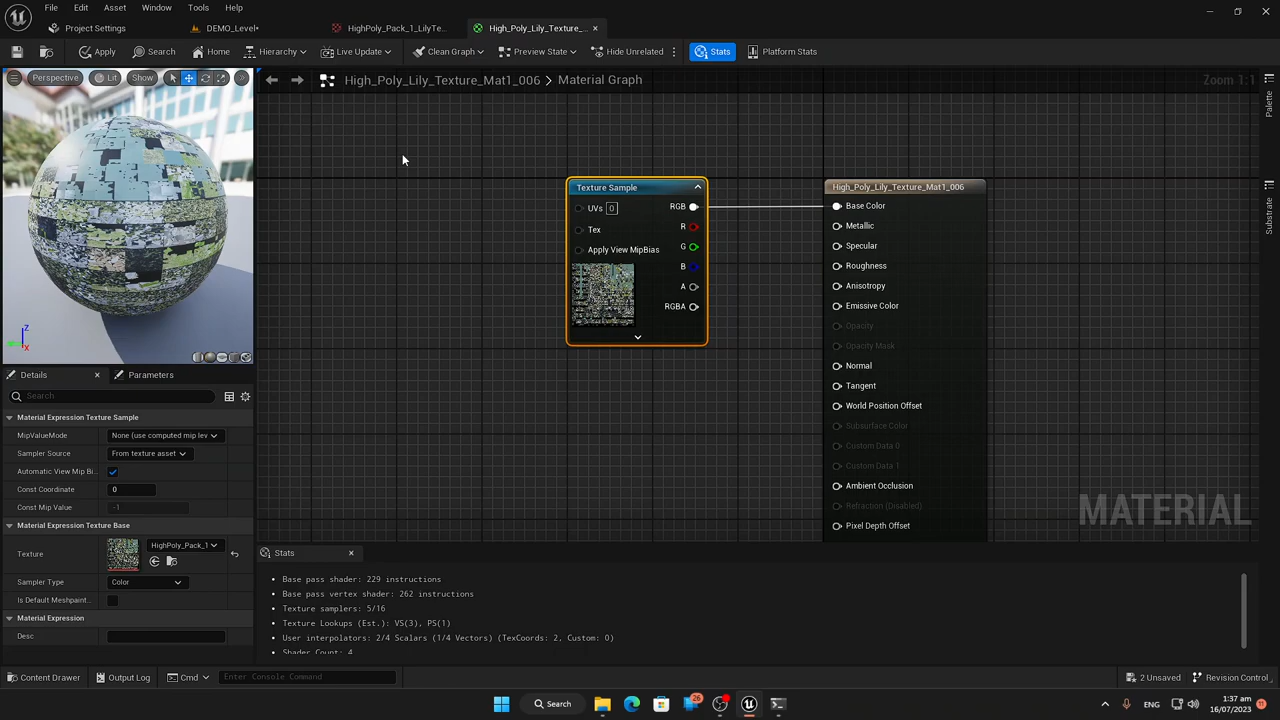 File Edit Asset Window Tools Help
Project Settings DEMO_Level• HighPoly_Pack_1_LilyTe... High_Poly_Lily_Texture_...
Apply Search Home Hierarchy Live Update Clean Graph Preview State Hide Unrelated Stats Platform Stats
Perspective Lit Show
High_Poly_Lily_Texture_Mat1_006 > Material Graph
Zoom 1:1
Palette
Substrate
Texture Sample
UVs 0
Tex
Apply View MipBias
RGB
R
G
B
A
RGBA
High_Poly_Lily_Texture_Mat1_006
Base Color
Metallic
Specular
Roughness
Anisotropy
Emissive Color
Opacity
Opacity Mask
Normal
Tangent
World Position Offset
Subsurface Color
Custom Data 0
Custom Data 1
Ambient Occlusion
Refraction (Disabled)
Pixel Depth Offset
MATERIAL
Z
X
Details Parameters
Search
Material Expression Texture Sample
MipValueMode None (use computed mip lev
Sampler Source From texture asset
Automatic View Mip Bi...
Const Coordinate 0
Const Mip Value -1
Material Expression Texture Base
Texture HighPoly_Pack_1
Sampler Type Color
Is Default Meshpaint...
Material Expression
Desc
Stats
Base pass shader: 229 instructions
Base pass vertex shader: 262 instructions
Texture samplers: 5/16
Texture Lookups (Est.): VS(3), PS(1)
User interpolators: 2/4 Scalars (1/4 Vectors) (TexCoords: 2, Custom: 0)
Shader Count: 4
Content Drawer Output Log Cmd Enter Console Command 2 Unsaved Revision Control
Search 26 ENG 1:37 am
16/07/2023